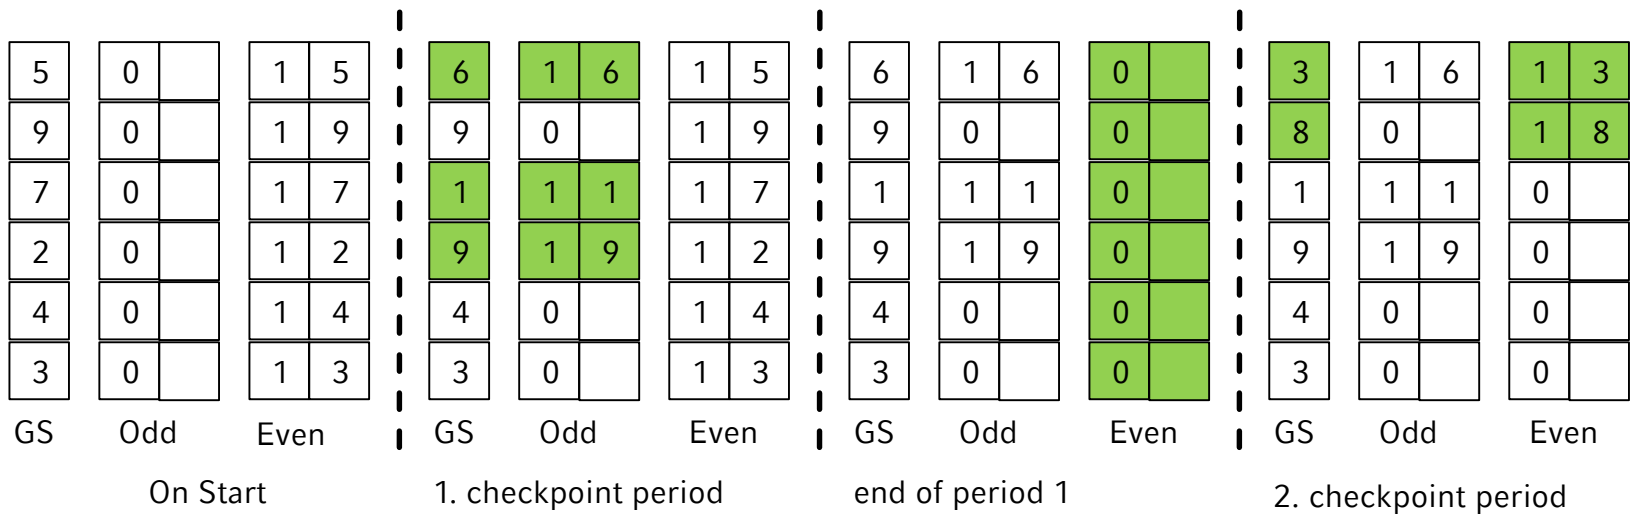 5 0 1 5 6 1 6 1 5 6 1 6 0 3 1 6 1 3
9 0 1 9 9 0 1 9 9 0 0 8 0 1 8
7 0 1 7 1 1 1 1 7 1 1 1 0 1 1 1 0
2 0 1 2 9 1 9 1 2 9 1 9 0 9 1 9 0
4 0 1 4 4 0 1 4 4 0 0 4 0 0
3 0 1 3 3 0 1 3 3 0 0 3 0 0
GS Odd Even GS Odd Even GS Odd Even GS Odd Even
On Start 1. checkpoint period end of period 1 2. checkpoint period